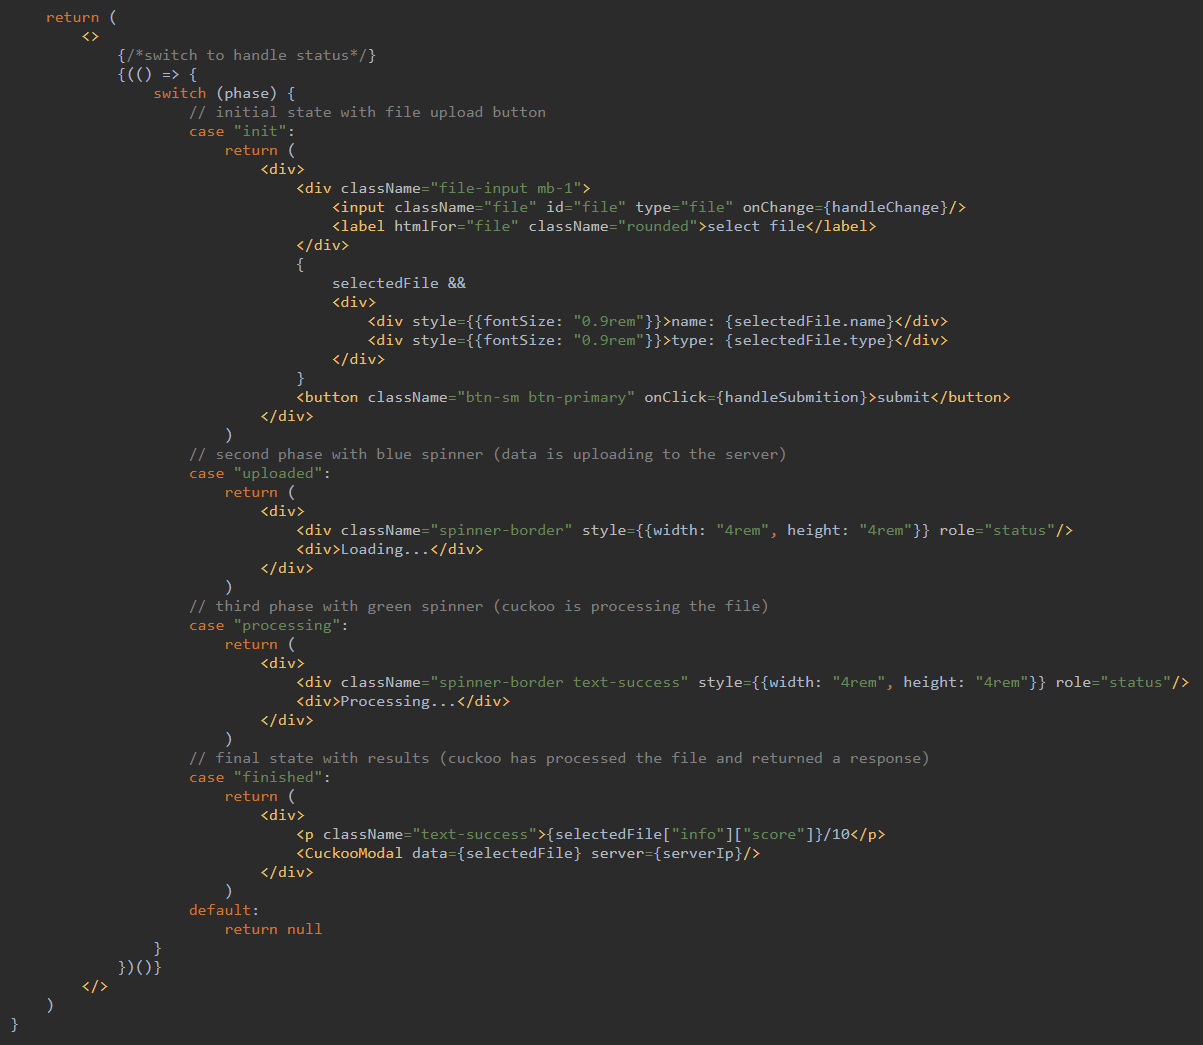 return (
<>
{/*switch to handle status*/}
{(() => {
switch (phase) {
// initial state with file upload button
case "init":
return (
<div>
<div className="file-input mb-1">
<input className="file" id="file" type="file" onChange={handleChange}/>
<label htmlFor="file" className="rounded">select file</label>
</div>
{
selectedFile &&
<div>
<div style={{fontSize: "0.9rem"}}>name: {selectedFile.name}</div>
<div style={{fontSize: "0.9rem"}}>type: {selectedFile.type}</div>
</div>
}
<button className="btn-sm btn-primary" onClick={handleSubmition}>submit</button>
</div>
)
// second phase with blue spinner (data is uploading to the server)
case "uploaded":
return (
<div>
<div className="spinner-border" style={{width: "4rem", height: "4rem"}} role="status"/>
<div>Loading...</div>
</div>
)
// third phase with green spinner (cuckoo is processing the file)
case "processing":
return (
<div>
<div className="spinner-border text-success" style={{width: "4rem", height: "4rem"}} role="status"/>
<div>Processing...</div>
</div>
)
// final state with results (cuckoo has processed the file and returned a response)
case "finished":
return (
<div>
<p className="text-success">{selectedFile["info"]["score"]}/10</p>
<CuckooModal data={selectedFile} server={serverIp}/>
</div>
)
default:
return null
}
})()}
</>
)
}